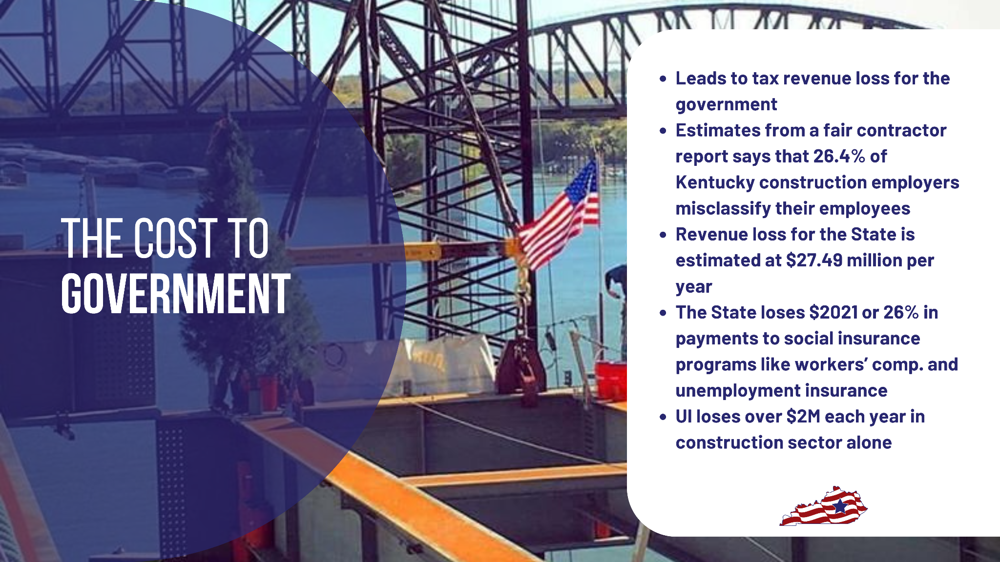 THE COST TO
GOVERNMENT
• Leads to tax revenue loss for the
government
• Estimates from a fair contractor
report says that 26.4% of
Kentucky construction employers
misclassify their employees
• Revenue loss for the State is
estimated at $27.49 million per
year
• The State loses $2021 or 26% in
payments to social insurance
programs like workers’ comp. and
unemployment insurance
• UI loses over $2M each year in
construction sector alone